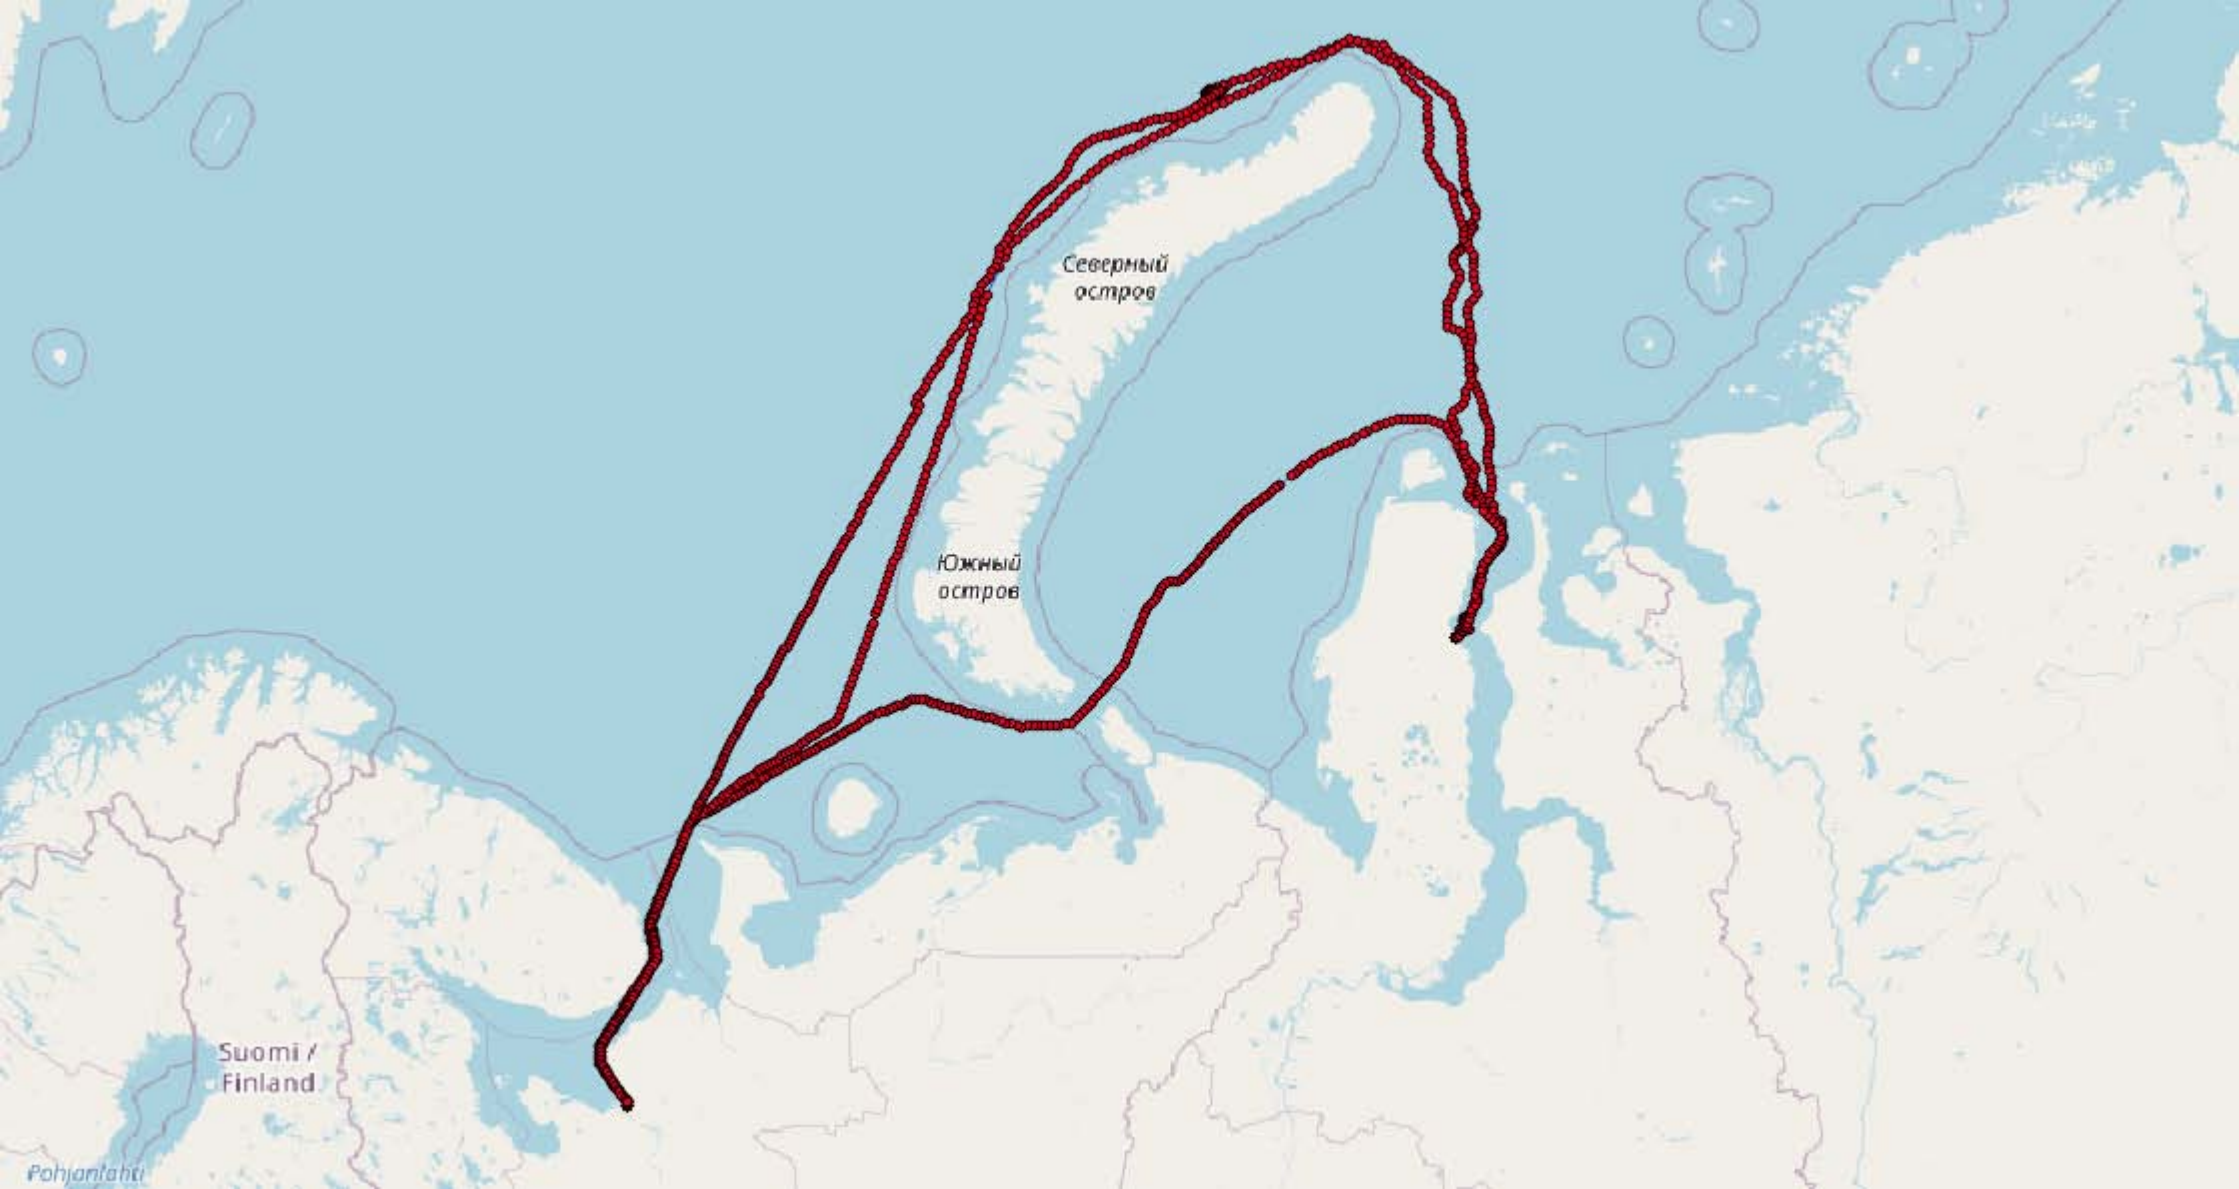 Северный
остров
Южный
остров
Suomi /
Finland
Pohjanlahti